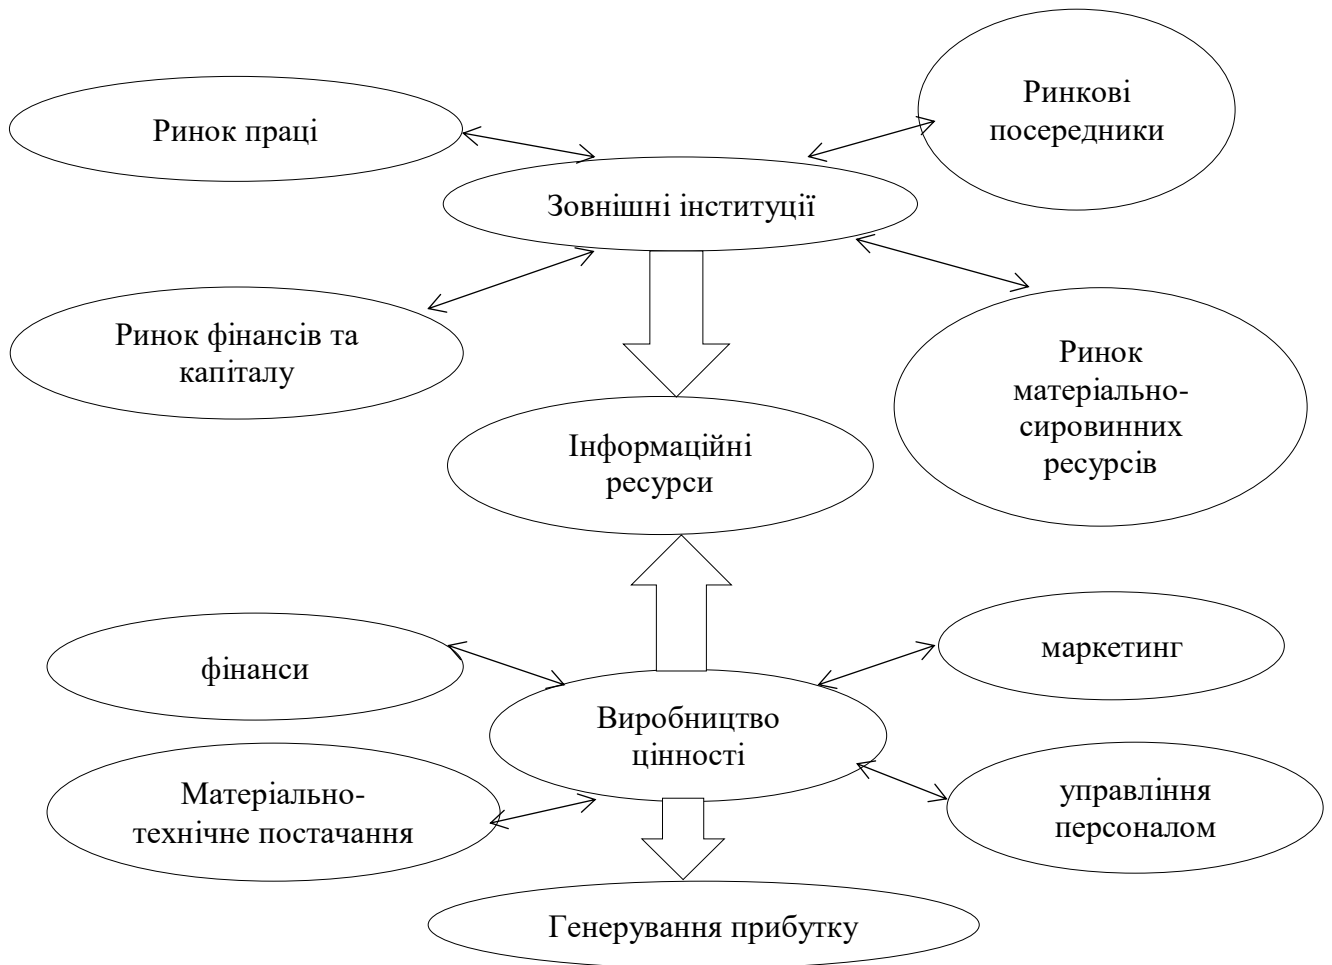 Ринок праці
Ринкові
посередники
Зовнішні інституції
Ринок фінансів та
капіталу
Ринок
матеріально-
сировинних
ресурсів
Інформаційні
ресурси
фінанси
маркетинг
Виробництво
цінності
Матеріально-
технічне постачання
управління
персоналом
Генерування прибутку